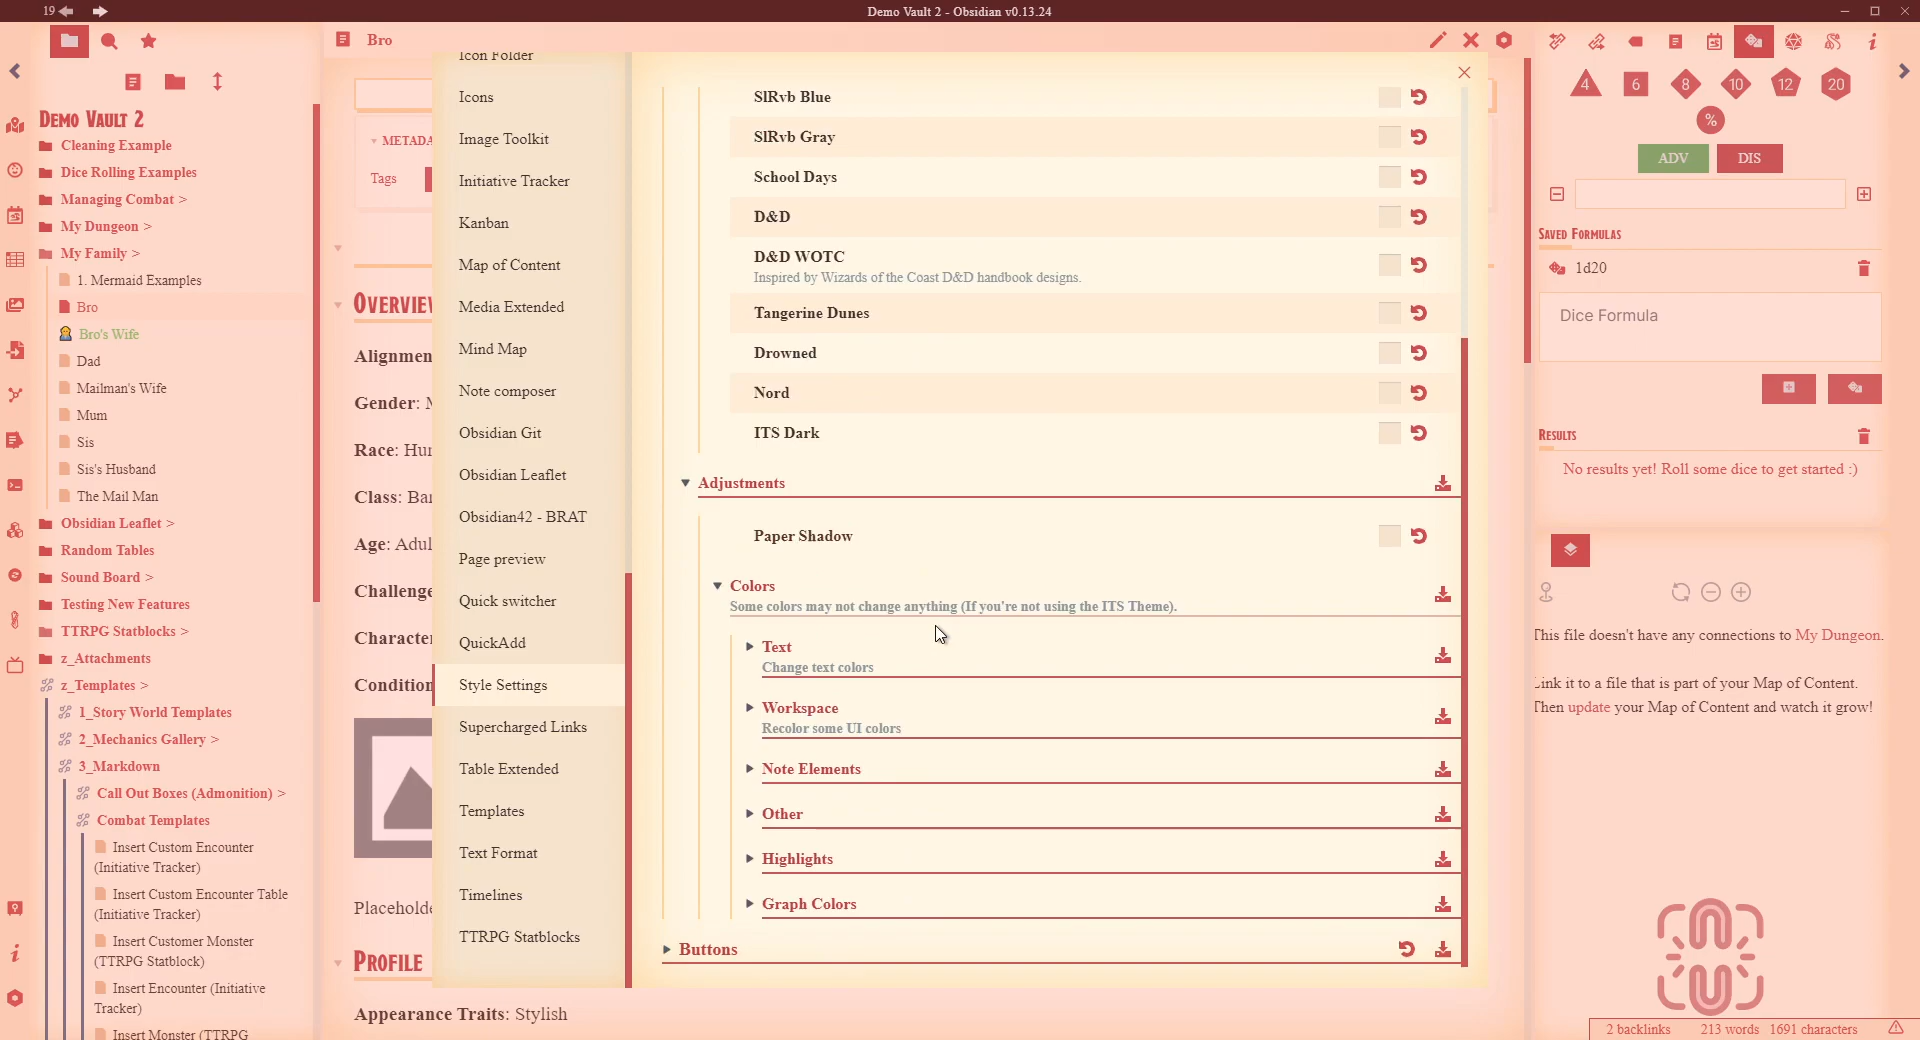 19
Demo Vault 2 - Obsidian v0.13.24
DEMO VAULT 2
Cleaning Example
Dice Rolling Examples
Managing Combat >
My Dungeon >
My Family >
1. Mermaid Examples
Bro
Bro's Wife
Dad
Mailman's Wife
Mum
Sis
Sis's Husband
The Mail Man
Obsidian Leaflet >
Random Tables
Sound Board >
Testing New Features
TTRPG Statblocks >
z_Attachments
z_Templates >
1_Story World Templates
2_Mechanics Gallery >
3_Markdown
Call Out Boxes (Admonition) >
Combat Templates
Insert Custom Encounter
(Initiative Tracker)
Insert Custom Encounter Table
(Initiative Tracker)
Insert Customer Monster
(TTRPG Statblock)
Insert Encounter (Initiative
Tracker)
Insert Monster (TTRPG
Bro
METADA
Tags
OVERVIEW
Alignmen
Gender: M
Race: Hu
Class: Ba
Age: Adul
Challenge
Character
Condition
Placeholde
PROFILE
Appearance Traits: Stylish
Icon Folder
Icons
Image Toolkit
Initiative Tracker
Kanban
Map of Content
Media Extended
Mind Map
Note composer
Obsidian Git
Obsidian Leaflet
Obsidian42 - BRAT
Page preview
Quick switcher
QuickAdd
Style Settings
Supercharged Links
Table Extended
Templates
Text Format
Timelines
TTRPG Statblocks
SlRvb Blue
SlRvb Gray
School Days
D&D
D&D WOTC
Inspired by Wizards of the Coast D&D handbook designs.
Tangerine Dunes
Drowned
Nord
ITS Dark
Adjustments
Paper Shadow
Colors
Some colors may not change anything (If you're not using the ITS Theme).
Text
Change text colors
Workspace
Recolor some UI colors
Note Elements
Other
Highlights
Graph Colors
Buttons
4 6 8 10 12 20
%
ADV DIS
SAVED FORMULAS
1d20
Dice Formula
RESULTS
No results yet! Roll some dice to get started :)
This file doesn't have any connections to My Dungeon.
Link it to a file that is part of your Map of Content.
Then update your Map of Content and watch it grow!
2 backlinks 213 words 1691 characters